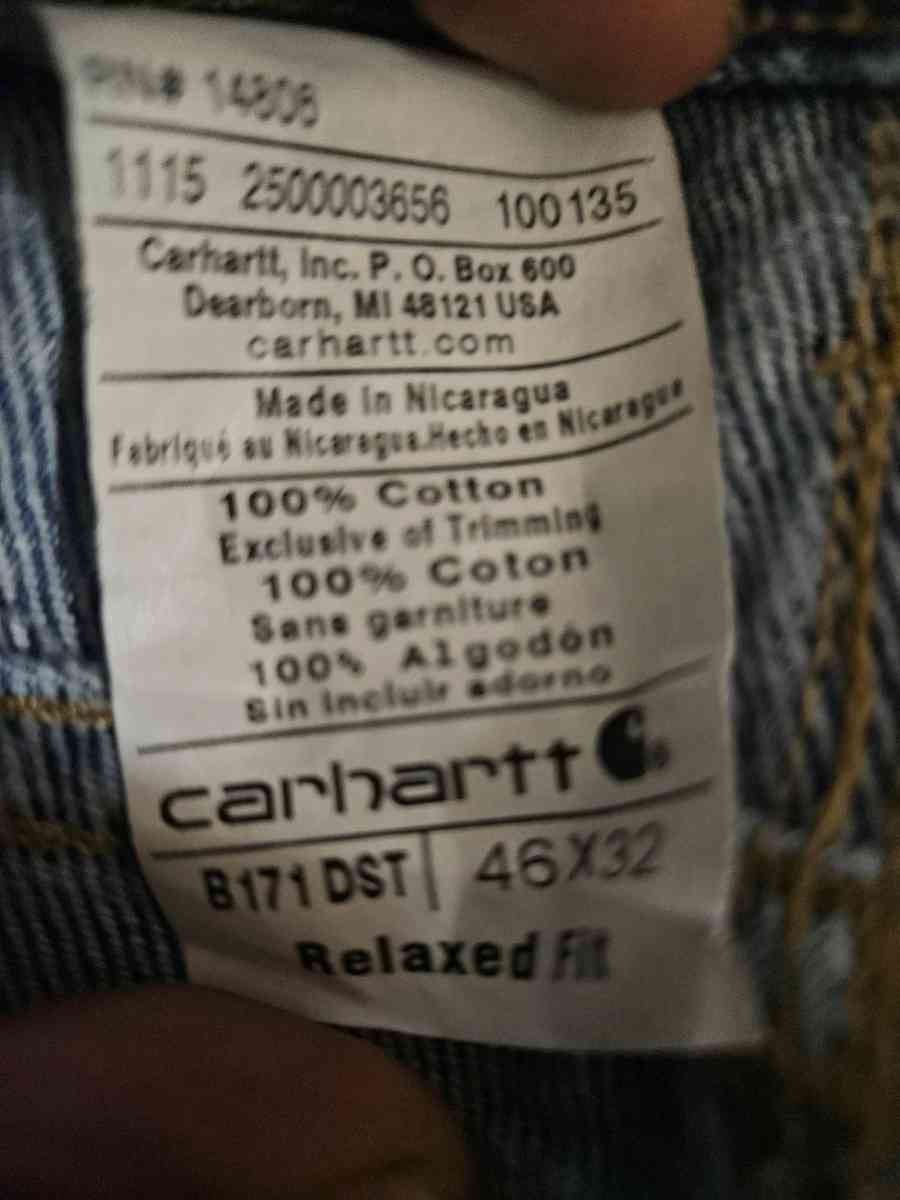 RN# 14806
1115 2500003656 100135
Carhartt, Inc. P. O. Box 600
Dearborn, MI 48121 USA
carhartt.com
Made in Nicaragua
Fabriqué au Nicaragua.Hecho en Nicaragua
100% Cotton
Exclusive of Trimming
100% Coton
Sans garniture
100% Algodón
Sin incluir adorno
carhartt
B171 DST 46X32
Relaxed Fit